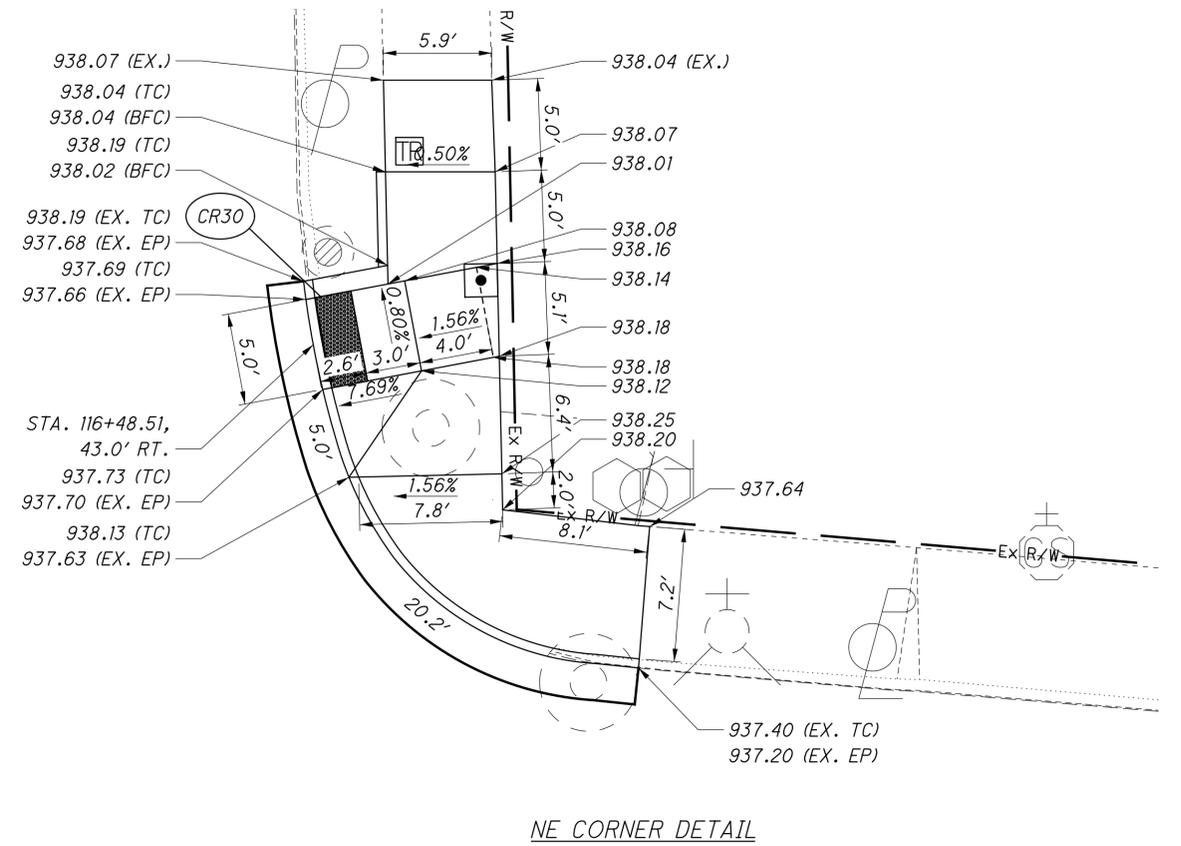 R/W
5.9'
938.07 (EX.)
938.04 (EX.)
938.04 (TC)
938.04 (BFC)
5.0'
938.07
938.19 (TC)
TR
0.50%
938.02 (BFC)
938.01
938.19 (EX. TC)
CR30
5.0'
938.08
937.68 (EX. EP)
938.16
937.69 (TC)
938.14
937.66 (EX. EP)
0.80%
5.1'
1.56%
938.18
5.0'
2.6'
3.0'
4.0'
938.18
7.69%
938.12
6.4'
STA. 116+48.51,
43.0' RT.
5.0'
Ex R/W
938.25
938.20
937.73 (TC)
937.70 (EX. EP)
1.56%
2.0'
937.64
7.8'
Ex R/W
8.1'
938.13 (TC)
937.63 (EX. EP)
Ex R/W
CS
7.2'
20.2'
937.40 (EX. TC)
937.20 (EX. EP)
NE CORNER DETAIL